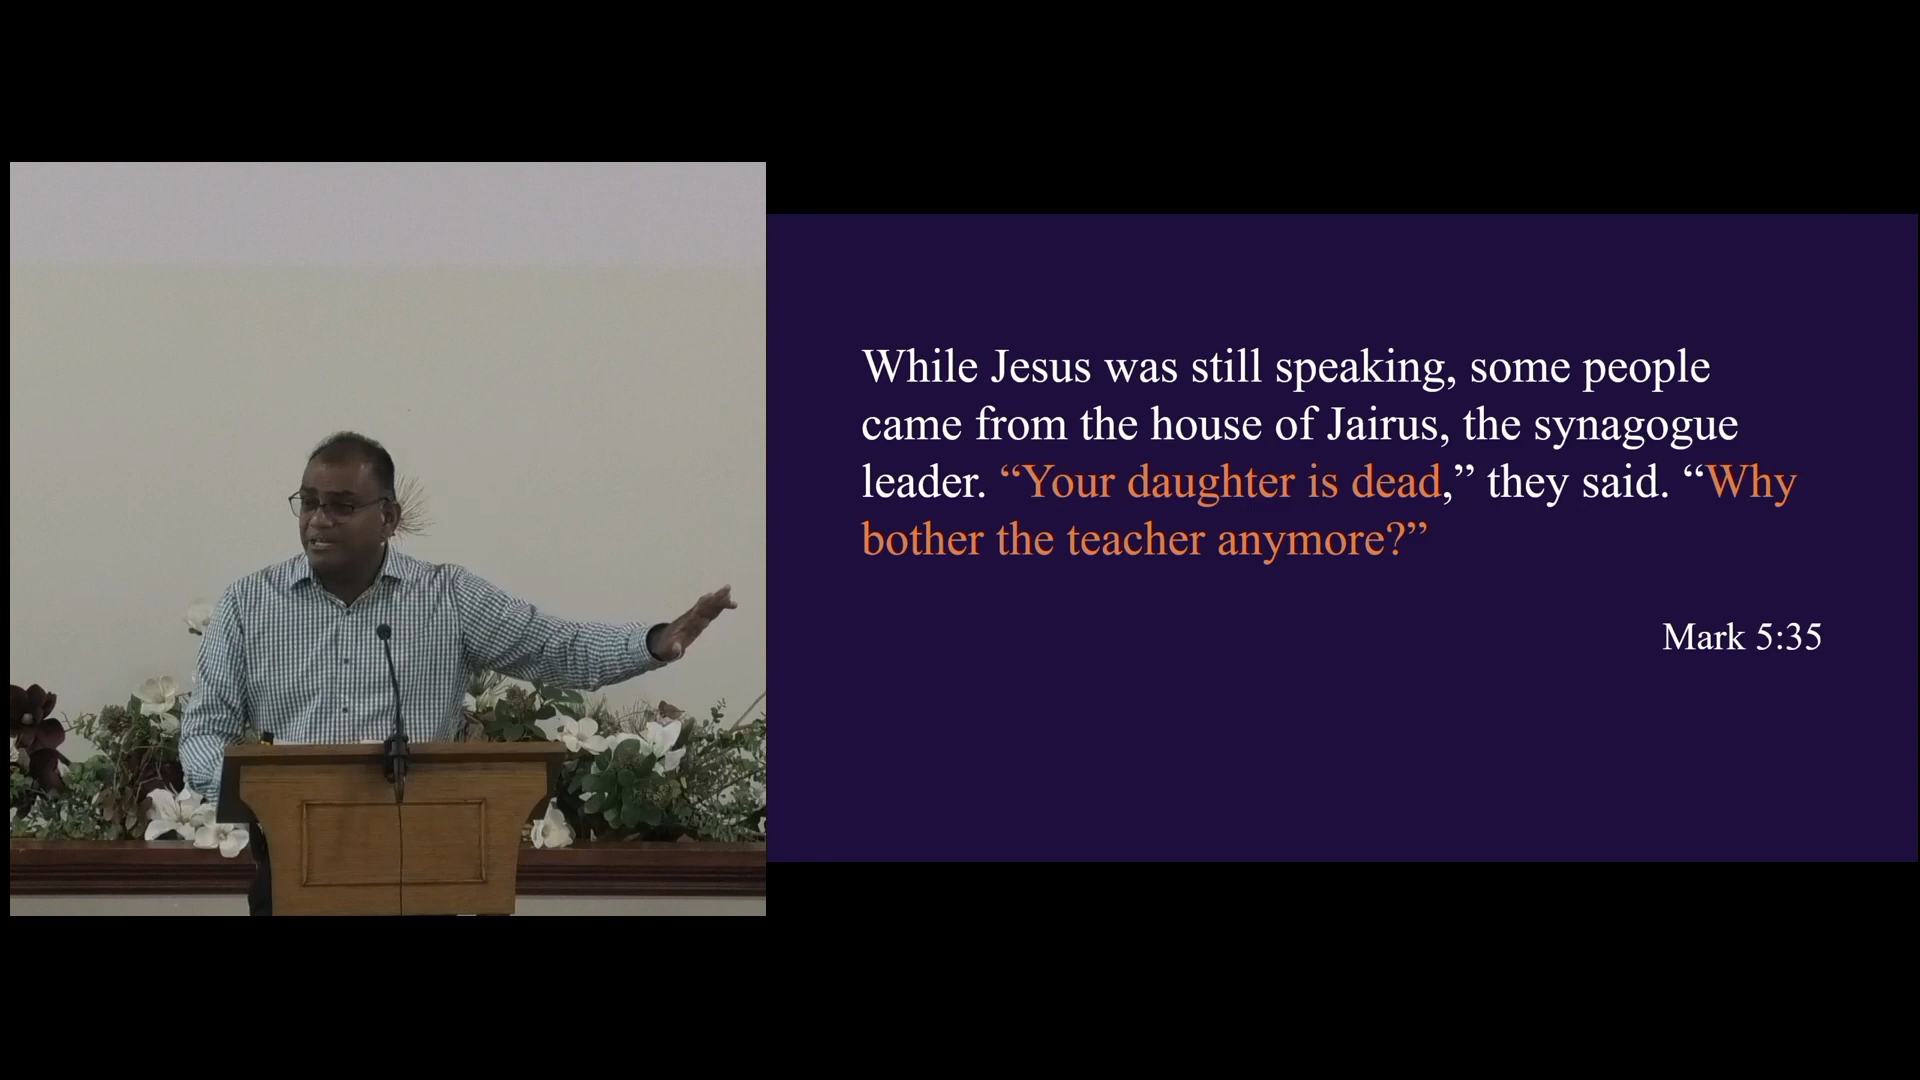 While Jesus was still speaking, some people
came from the house of Jairus, the synagogue
leader. “Your daughter is dead,” they said. “Why
bother the teacher anymore?”
Mark 5:35